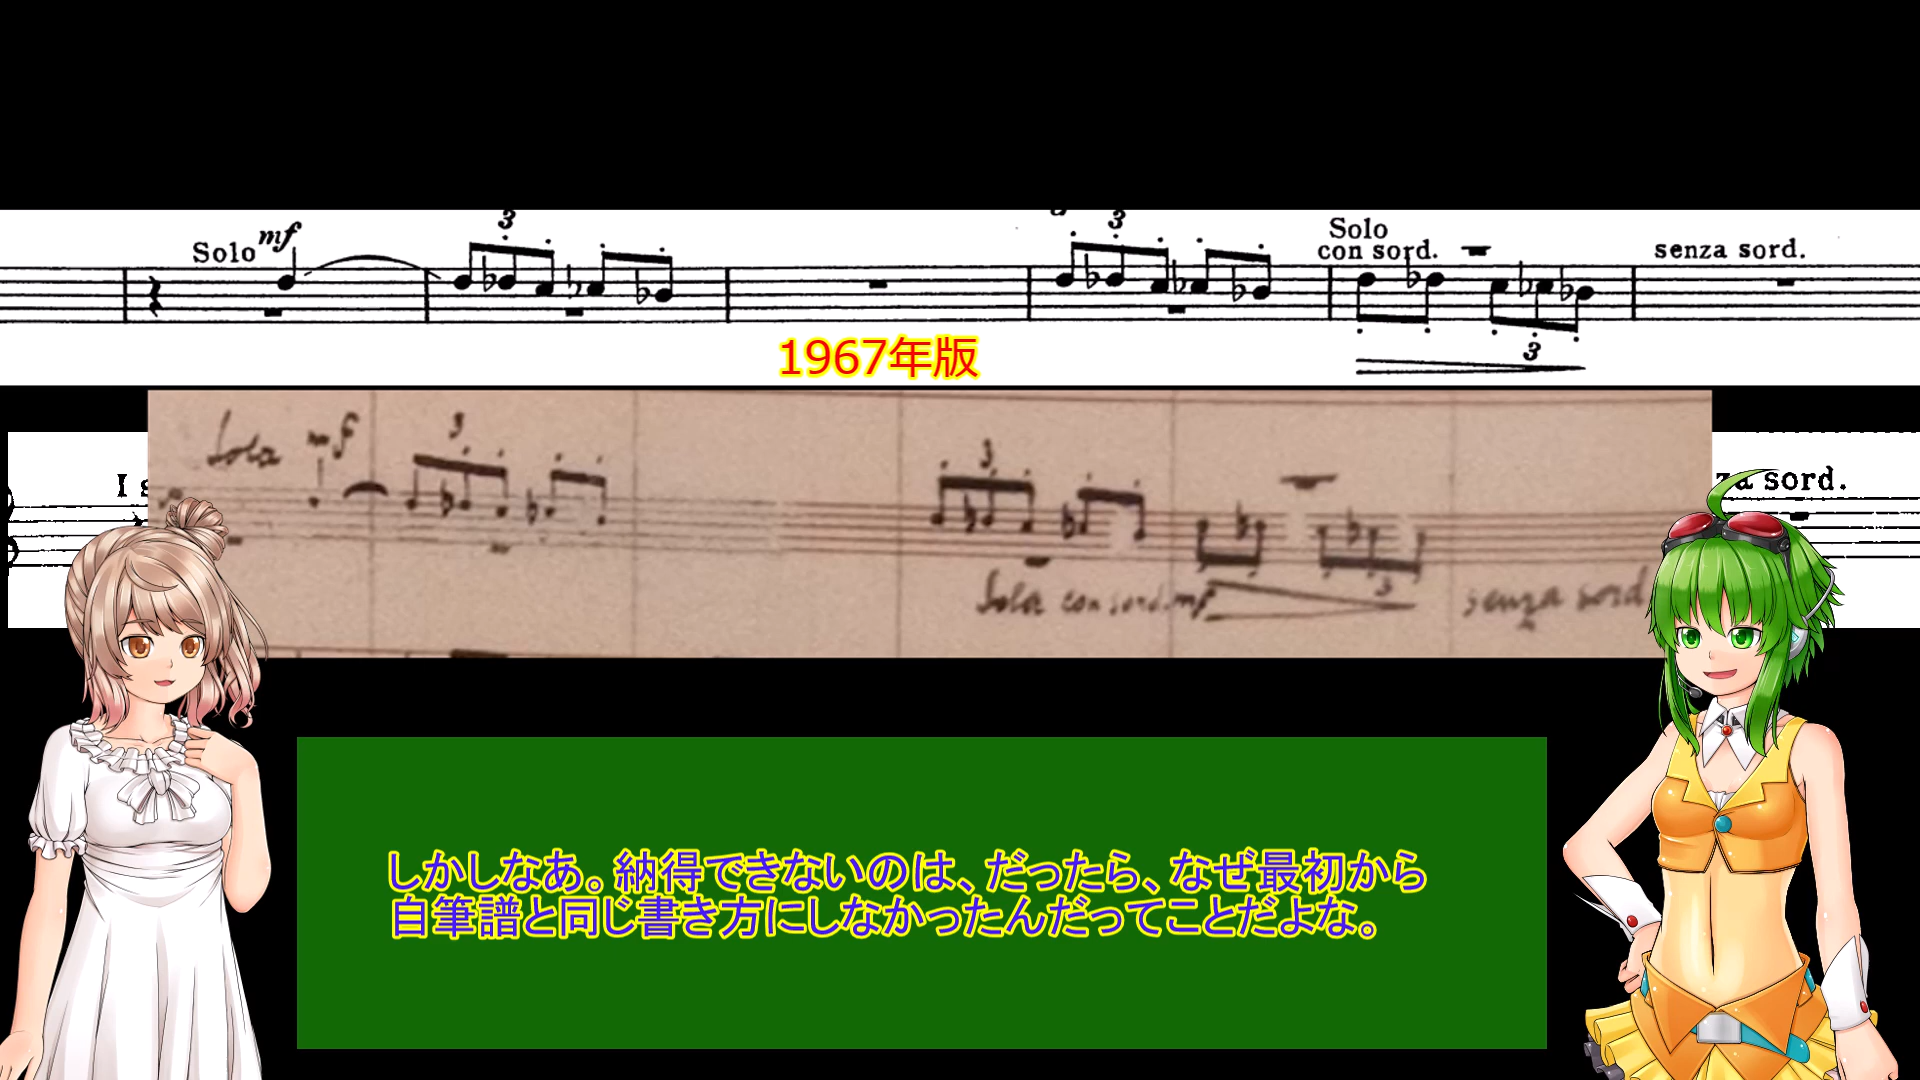 3
3
Solo mf
Solo
con sord.
senza sord.
3
1967年版
Solo mf
3
3
I s
za sord.
Solo con sord. mf
3
senza sord
しかしなあ。納得できないのは、だったら、なぜ最初から
自筆譜と同じ書き方にしなかったんだってことだよな。